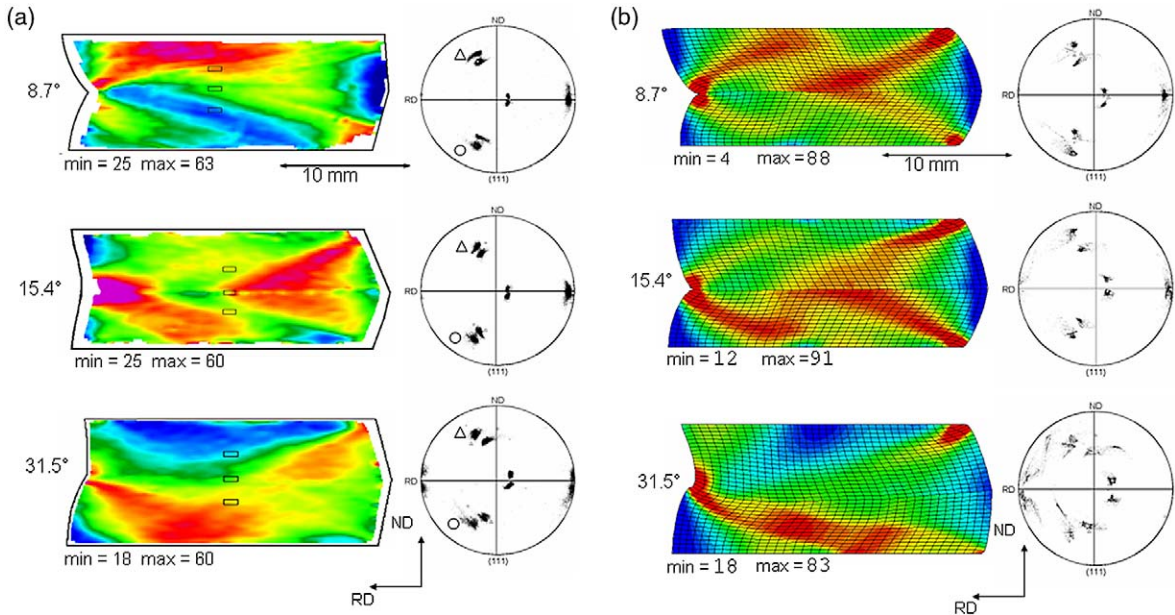 (a)
ND
8.7°
RD
min = 25 max = 63
10 mm
(111)
ND
15.4°
RD
min = 25 max = 60
(111)
ND
31.5°
RD
min = 18 max = 60
(111)
ND
RD
(b)
ND
8.7°
RD
min = 4 max = 88
10 mm
(111)
ND
15.4°
RD
min = 12 max = 91
(111)
ND
31.5°
RD
min = 18 max = 83
(111)
ND
RD